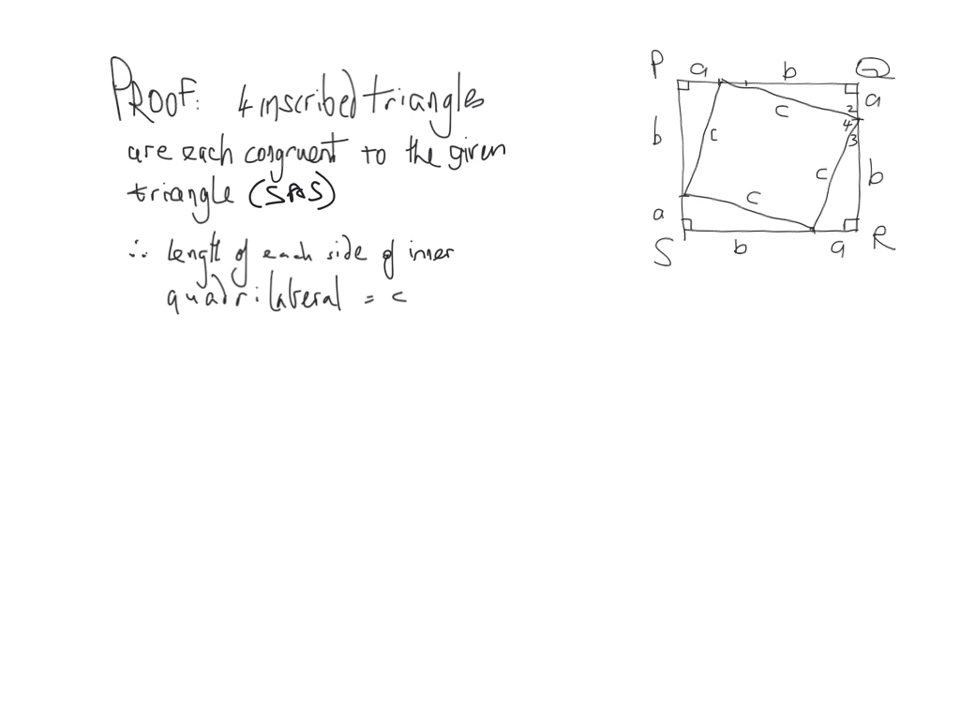 PROOF: 4 inscribed triangles
are each congruent to the given
triangle (SAS)
∴ length of each side of inner
quadrilateral = c
P a b Q
a
c
2
b c 4
3
c b
c
a
S b a R